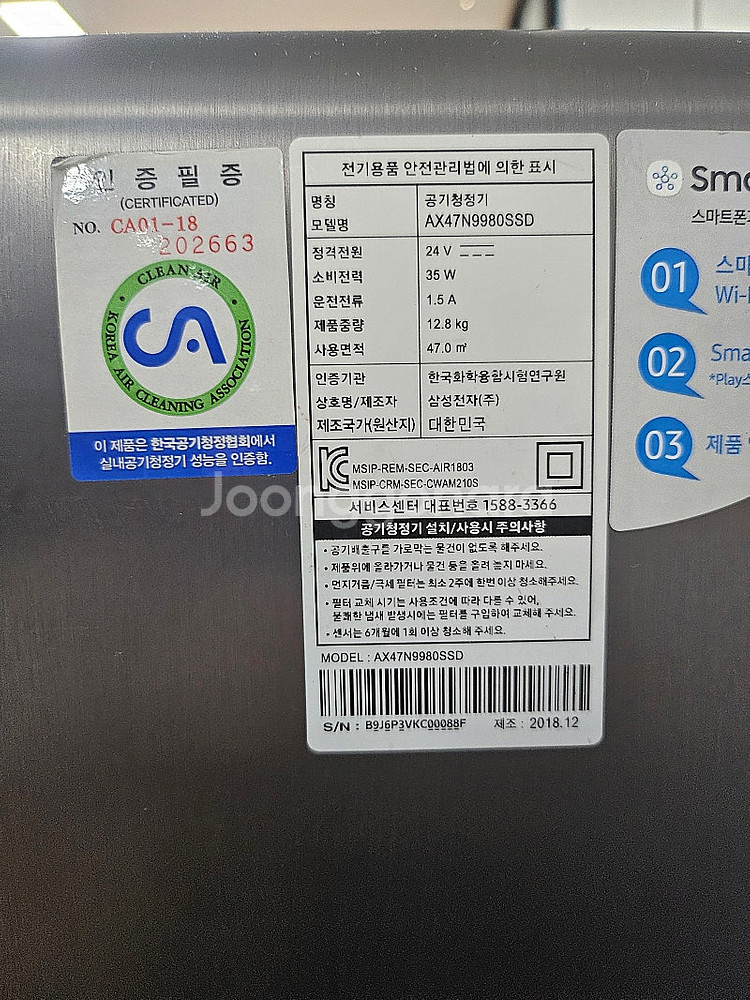 인 증 필 증
(CERTIFICATED)
NO. CA01-18
202663
CLEAN AIR
KOREA AIR CLEANING ASSOCIATION
이 제품은 한국공기청정협회에서
실내공기청정기 성능을 인증함.
전기용품 안전관리법에 의한 표시
명칭 공기청정기
모델명 AX47N9980SSD
정격전원 24 V
소비전력 35 W
운전전류 1.5 A
제품중량 12.8 kg
사용면적 47.0 ㎡
인증기관 한국화학융합시험연구원
상호명/제조자 삼성전자(주)
제조국가(원산지) 대한민국
MSIP-REM-SEC-AIR1803
MSIP-CRM-SEC-CWAM210S
서비스센터 대표번호 1588-3366
공기청정기 설치/사용시 주의사항
• 공기배출구를 가로막는 물건이 없도록 해주세요.
• 제품위에 올라가거나 물건 등을 올려 놓지 마세요.
• 먼지거름/극세 필터는 최소 2주에 한번 이상 청소해주세요.
• 필터 교체 시기는 사용조건에 따라 다를 수 있어,
불쾌한 냄새 발생시에는 필터를 구입하여 교체해 주세요.
• 센서는 6개월에 1회 이상 청소해 주세요.
MODEL : AX47N9980SSD
S/N : B9J6P3VKC00088F 제조 : 2018.12
스마트폰
01
Wi-
02
*Play
03 제품